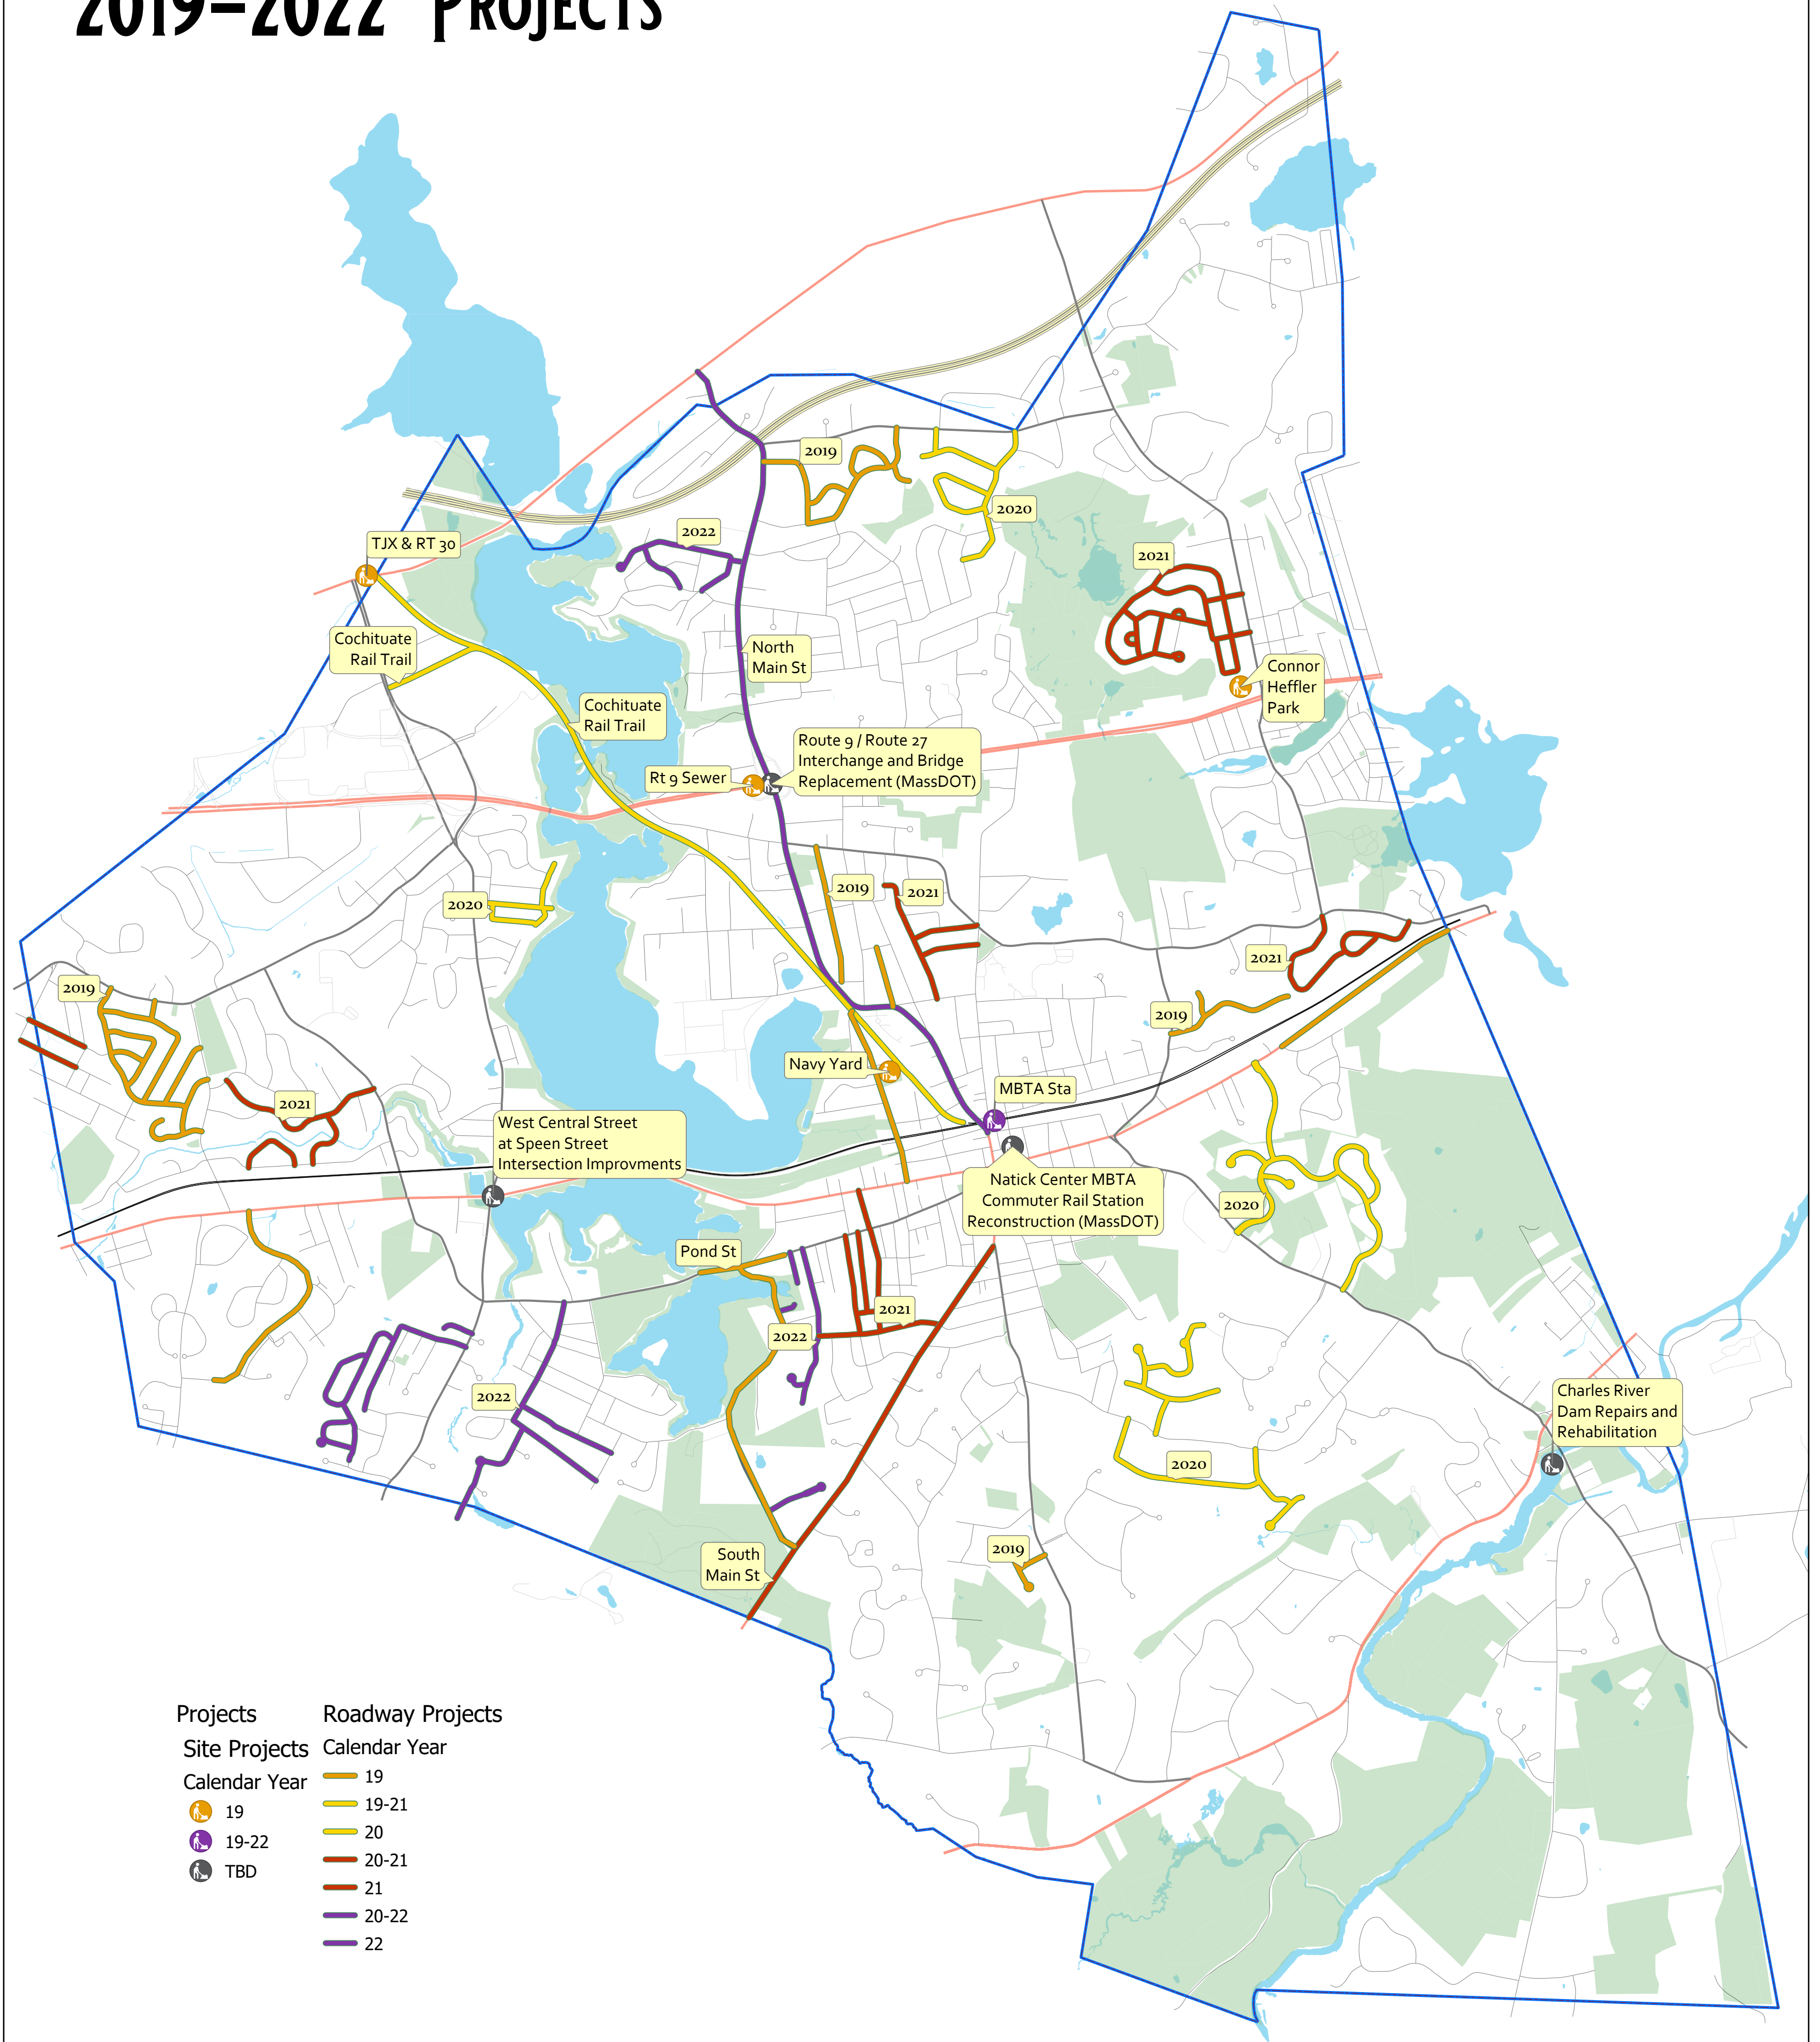 2019–2022 Projects
2019
2022
2020
TJX & RT 30
2021
Cochituate
Rail Trail
North
Main St
Connor
Heffler
Park
Cochituate
Rail Trail
Route 9 / Route 27
Interchange and Bridge
Replacement (MassDOT)
Rt 9 Sewer
2019
2021
2020
2021
2019
2019
Navy Yard
MBTA Sta
2021
West Central Street
at Speen Street
Intersection Improvments
Natick Center MBTA
Commuter Rail Station
Reconstruction (MassDOT)
2020
Pond St
2021
2022
2022
Charles River
Dam Repairs and
Rehabilitation
2020
2019
South
Main St
Projects
Site Projects
Calendar Year
19
19-22
TBD
Roadway Projects
Calendar Year
19
19-21
20
20-21
21
20-22
22